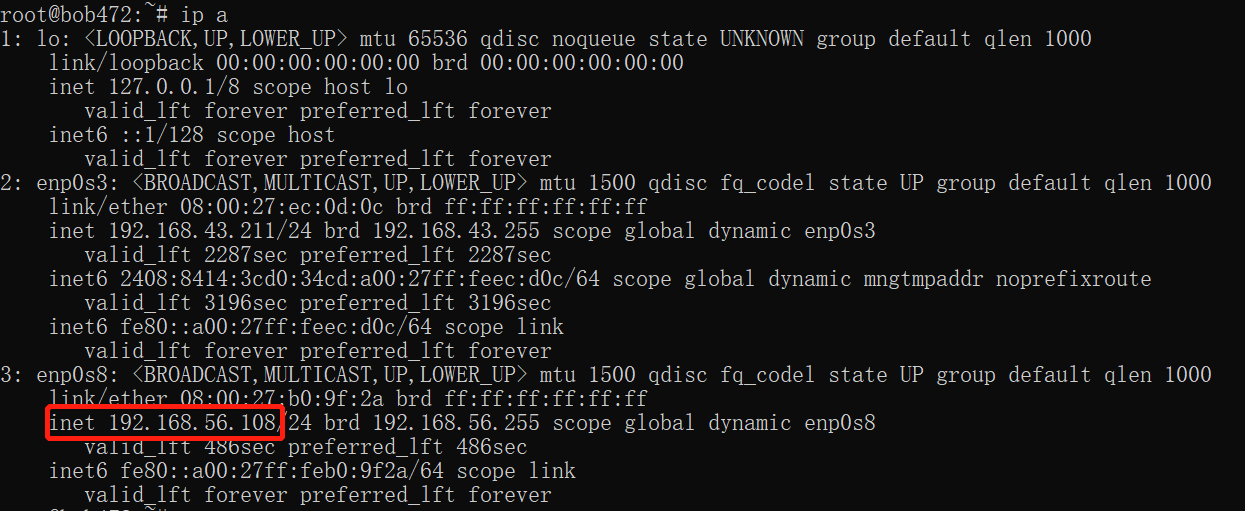 root@bob472:~# ip a
1: lo: <LOOPBACK,UP,LOWER_UP> mtu 65536 qdisc noqueue state UNKNOWN group default qlen 1000
    link/loopback 00:00:00:00:00:00 brd 00:00:00:00:00:00
    inet 127.0.0.1/8 scope host lo
       valid_lft forever preferred_lft forever
    inet6 ::1/128 scope host
       valid_lft forever preferred_lft forever
2: enp0s3: <BROADCAST,MULTICAST,UP,LOWER_UP> mtu 1500 qdisc fq_codel state UP group default qlen 1000
    link/ether 08:00:27:ec:0d:0c brd ff:ff:ff:ff:ff:ff
    inet 192.168.43.211/24 brd 192.168.43.255 scope global dynamic enp0s3
       valid_lft 2287sec preferred_lft 2287sec
    inet6 2408:8414:3cd0:34cd:a00:27ff:feec:d0c/64 scope global dynamic mngtmpaddr noprefixroute
       valid_lft 3196sec preferred_lft 3196sec
    inet6 fe80::a00:27ff:feec:d0c/64 scope link
       valid_lft forever preferred_lft forever
3: enp0s8: <BROADCAST,MULTICAST,UP,LOWER_UP> mtu 1500 qdisc fq_codel state UP group default qlen 1000
    link/ether 08:00:27:b0:9f:2a brd ff:ff:ff:ff:ff:ff
    inet 192.168.56.108/24 brd 192.168.56.255 scope global dynamic enp0s8
       valid_lft 486sec preferred_lft 486sec
    inet6 fe80::a00:27ff:feb0:9f2a/64 scope link
       valid_lft forever preferred_lft forever